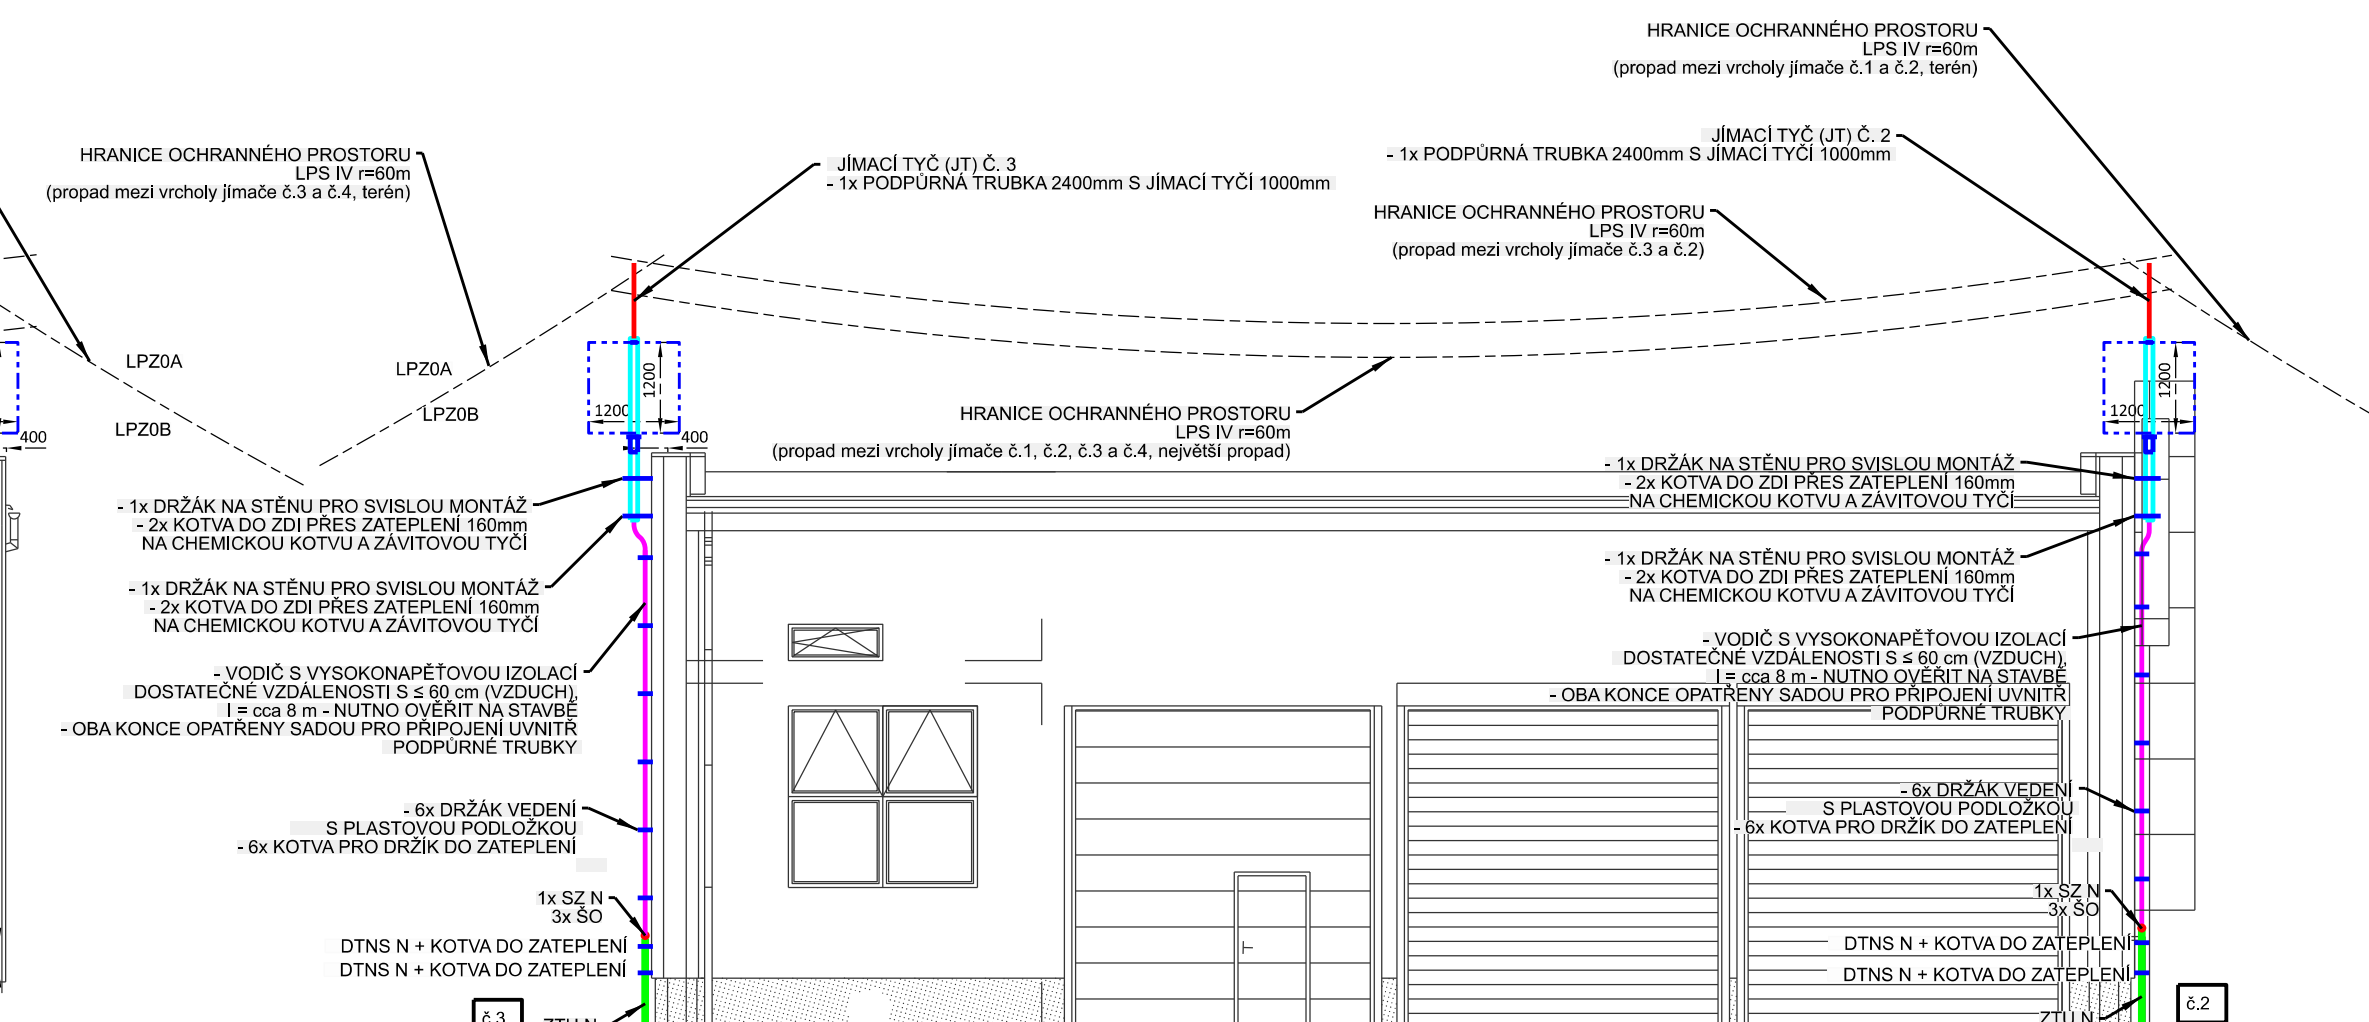 HRANICE OCHRANNÉHO PROSTORU
LPS IV r=60m
(propad mezi vrcholy jímače č.1 a č.2, terén)
HRANICE OCHRANNÉHO PROSTORU
LPS IV r=60m
(propad mezi vrcholy jímače č.3 a č.4, terén)
JÍMACÍ TYČ (JT) Č. 3
- 1x PODPŮRNÁ TRUBKA 2400mm S JÍMACÍ TYČÍ 1000mm
JÍMACÍ TYČ (JT) Č. 2
- 1x PODPŮRNÁ TRUBKA 2400mm S JÍMACÍ TYČÍ 1000mm
HRANICE OCHRANNÉHO PROSTORU
LPS IV r=60m
(propad mezi vrcholy jímače č.3 a č.2)
LPZ0A
LPZ0B
LPZ0A
LPZ0B
400
1200
1200
400
HRANICE OCHRANNÉHO PROSTORU
LPS IV r=60m
(propad mezi vrcholy jímače č.1, č.2, č.3 a č.4, největší propad)
1200
1200
- 1x DRŽÁK NA STĚNU PRO SVISLOU MONTÁŽ
- 2x KOTVA DO ZDI PŘES ZATEPLENÍ 160mm
NA CHEMICKOU KOTVU A ZÁVITOVOU TYČÍ
- 1x DRŽÁK NA STĚNU PRO SVISLOU MONTÁŽ
- 2x KOTVA DO ZDI PŘES ZATEPLENÍ 160mm
NA CHEMICKOU KOTVU A ZÁVITOVOU TYČÍ
- VODIČ S VYSOKONAPĚŤOVOU IZOLACÍ
DOSTATEČNÉ VZDÁLENOSTI S ≤ 60 cm (VZDUCH),
l = cca 8 m - NUTNO OVĚŘIT NA STAVBĚ
- OBA KONCE OPATŘENY SADOU PRO PŘIPOJENÍ UVNITŘ
PODPŮRNÉ TRUBKY
- 6x DRŽÁK VEDENÍ
S PLASTOVOU PODLOŽKOU
- 6x KOTVA PRO DRŽÍK DO ZATEPLENÍ
1x SZ N
3x ŠO
DTNS N + KOTVA DO ZATEPLENÍ
DTNS N + KOTVA DO ZATEPLENÍ
č.3
ZTU N
- 1x DRŽÁK NA STĚNU PRO SVISLOU MONTÁŽ
- 2x KOTVA DO ZDI PŘES ZATEPLENÍ 160mm
NA CHEMICKOU KOTVU A ZÁVITOVOU TYČÍ
- 1x DRŽÁK NA STĚNU PRO SVISLOU MONTÁŽ
- 2x KOTVA DO ZDI PŘES ZATEPLENÍ 160mm
NA CHEMICKOU KOTVU A ZÁVITOVOU TYČÍ
- VODIČ S VYSOKONAPĚŤOVOU IZOLACÍ
DOSTATEČNÉ VZDÁLENOSTI S ≤ 60 cm (VZDUCH),
l = cca 8 m - NUTNO OVĚŘIT NA STAVBĚ
- OBA KONCE OPATŘENY SADOU PRO PŘIPOJENÍ UVNITŘ
PODPŮRNÉ TRUBKY
- 6x DRŽÁK VEDENÍ
S PLASTOVOU PODLOŽKOU
- 6x KOTVA PRO DRŽÍK DO ZATEPLENÍ
1x SZ N
3x ŠO
DTNS N + KOTVA DO ZATEPLENÍ
DTNS N + KOTVA DO ZATEPLENÍ
č.2
ZTU N